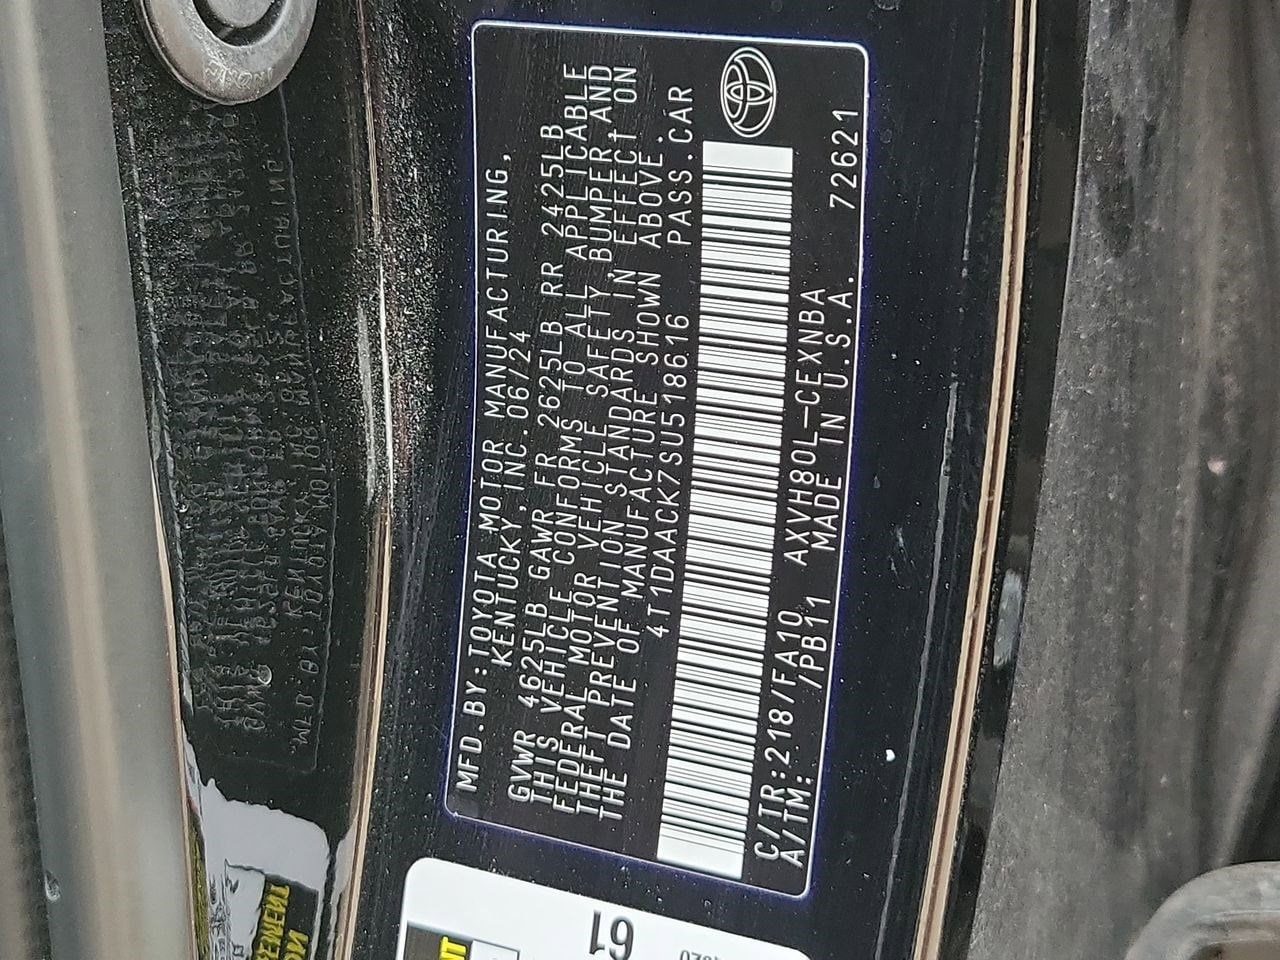 MFD.BY:TOYOTA MOTOR MANUFACTURING,
KENTUCKY,INC.06/24
GVWR 4625LB GAWR FR 2625LB RR 2425LB
THIS VEHICLE CONFORMS TO ALL APPLICABLE
FEDERAL MOTOR VEHICLE SAFETY, BUMPER AND
THEFT PREVENTION STANDARDS IN EFFECT ON
THE DATE OF MANUFACTURE SHOWN ABOVE.
4T1DAACK7SU518616 PASS.CAR
C/TR:218/FA10 AXVH80L-CEXNBA
A/TM: /PB11 MADE IN U.S.A. 72621
61